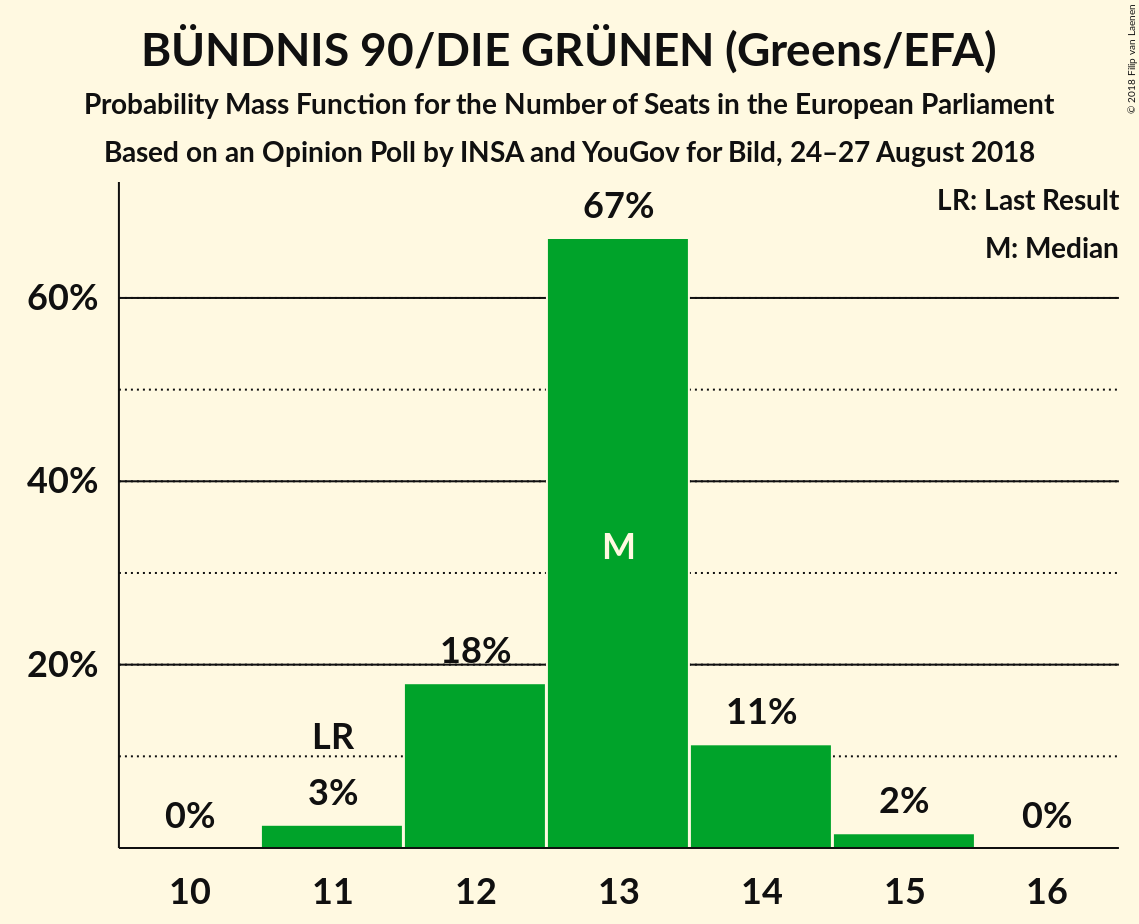 BÜNDNIS 90/DIE GRÜNEN (Greens/EFA)
Probability Mass Function for the Number of Seats in the European Parliament
Based on an Opinion Poll by INSA and YouGov for Bild, 24–27 August 2018
© 2018 Filip van Laenen
LR: Last Result
M: Median
67%
60%
40%
M
20%
18%
11%
LR
3%
2%
0%
0%
10 11 12 13 14 15 16